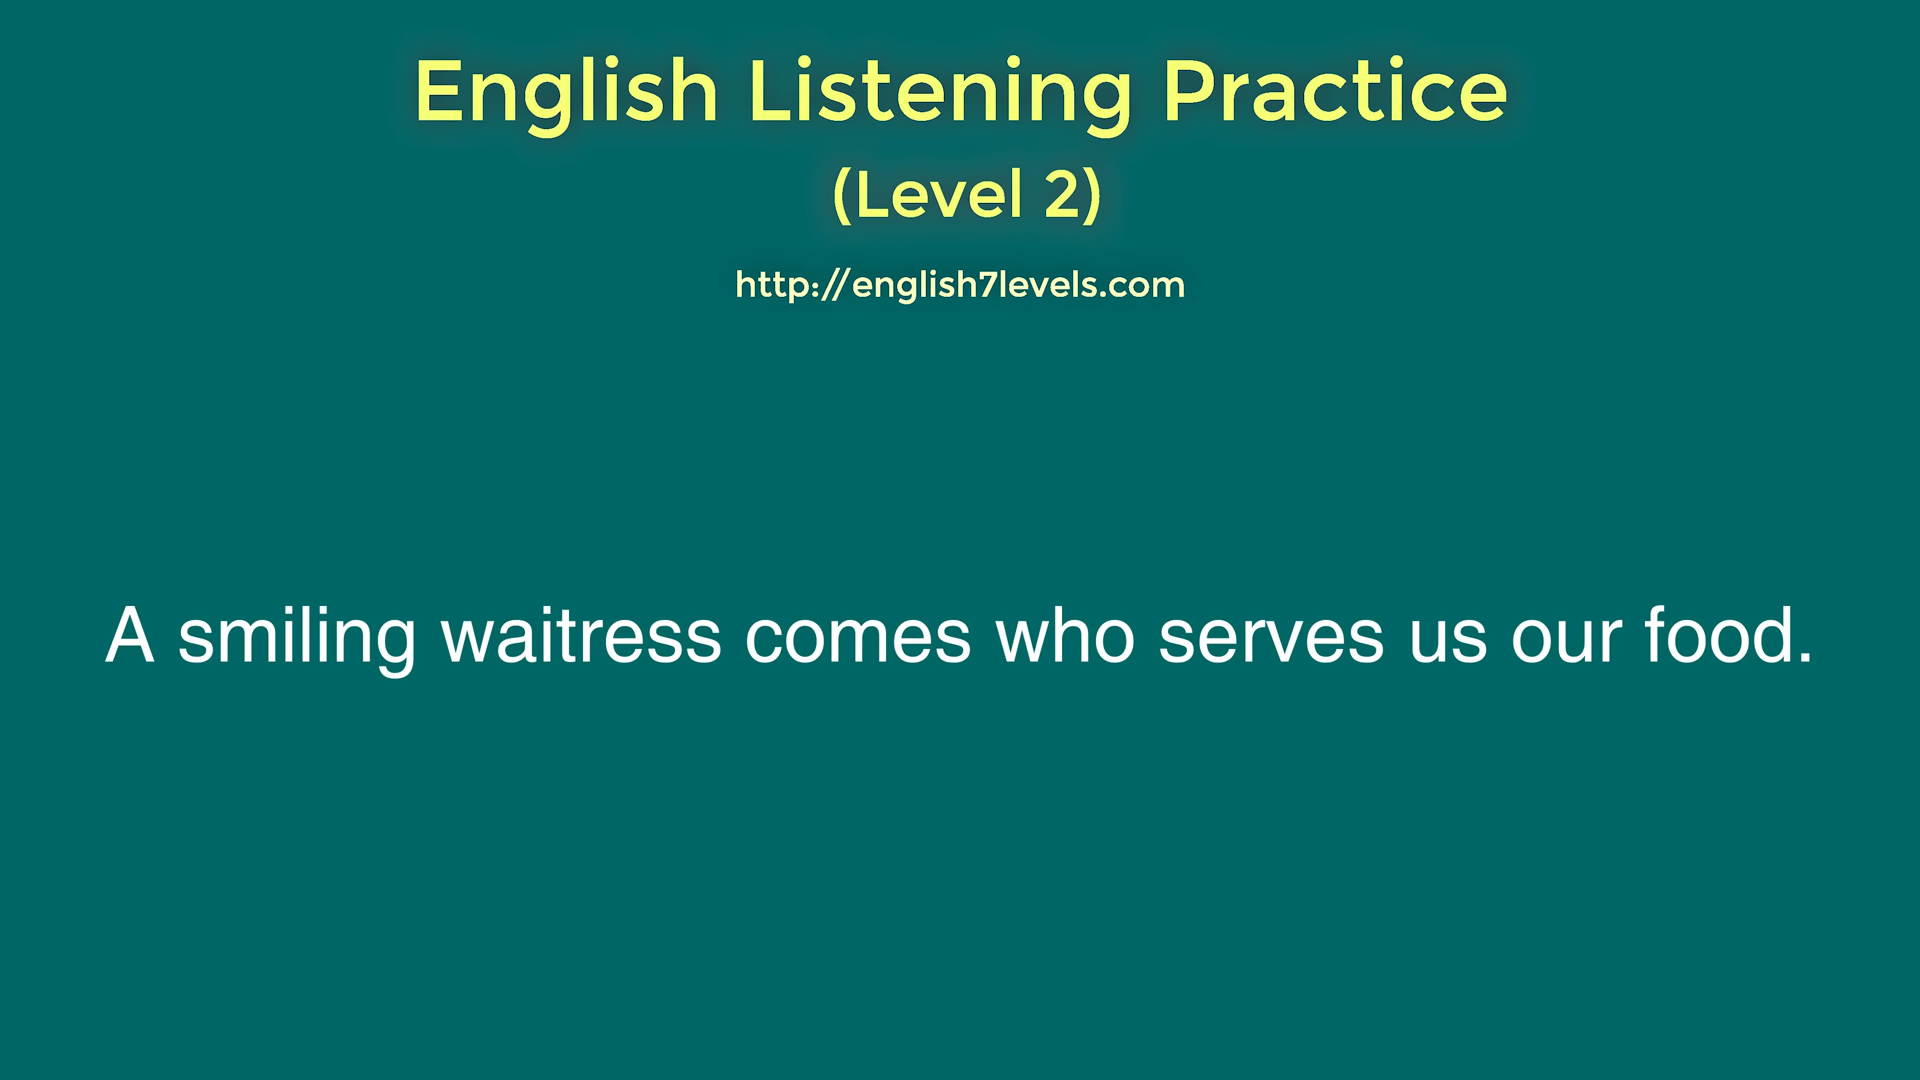 English Listening Practice
(Level 2)
http://english7levels.com
A smiling waitress comes who serves us our food.